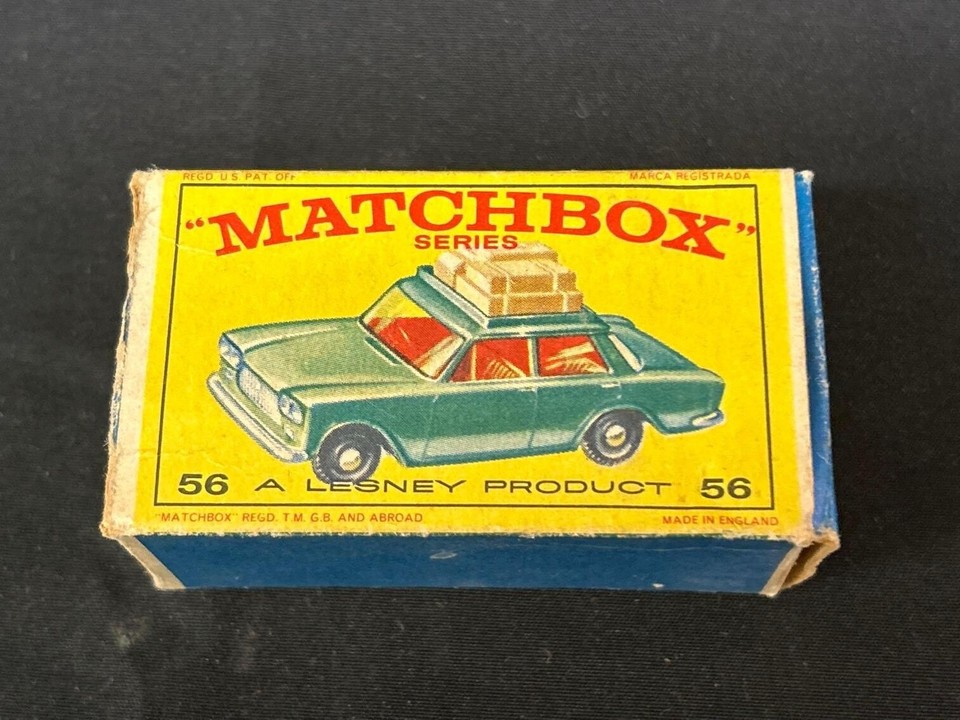 REGD U.S. PAT. OFF. MARCA REGISTRADA
"MATCHBOX"
SERIES
56 A LESNEY PRODUCT 56
"MATCHBOX" REGD. T.M. G.B. AND ABROAD MADE IN ENGLAND